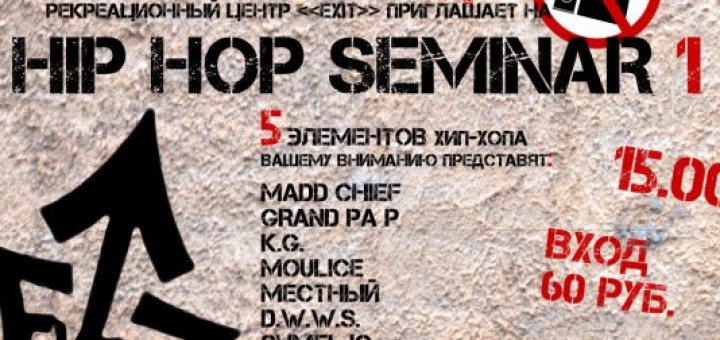 РЕКРЕАЦИОННЫЙ ЦЕНТР <<EXIT>> ПРИГЛАШАЕТ НА
HIP HOP SEMINAR 1
5 ЭЛЕМЕНТОВ ХИП-ХОПА
ВАШЕМУ ВНИМАНИЮ ПРЕДСТАВЯТ:
15.00
MADD CHIEF
GRAND PA P
K.G.
MOULICE
МЕСТНЫЙ
D.W.W.S.
ВХОД
60 РУБ.